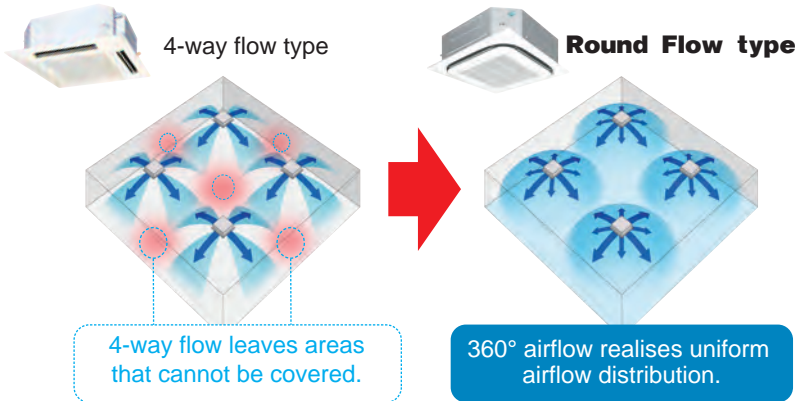 4-way flow type
Round Flow type
4-way flow leaves areas
that cannot be covered.
360° airflow realises uniform
airflow distribution.